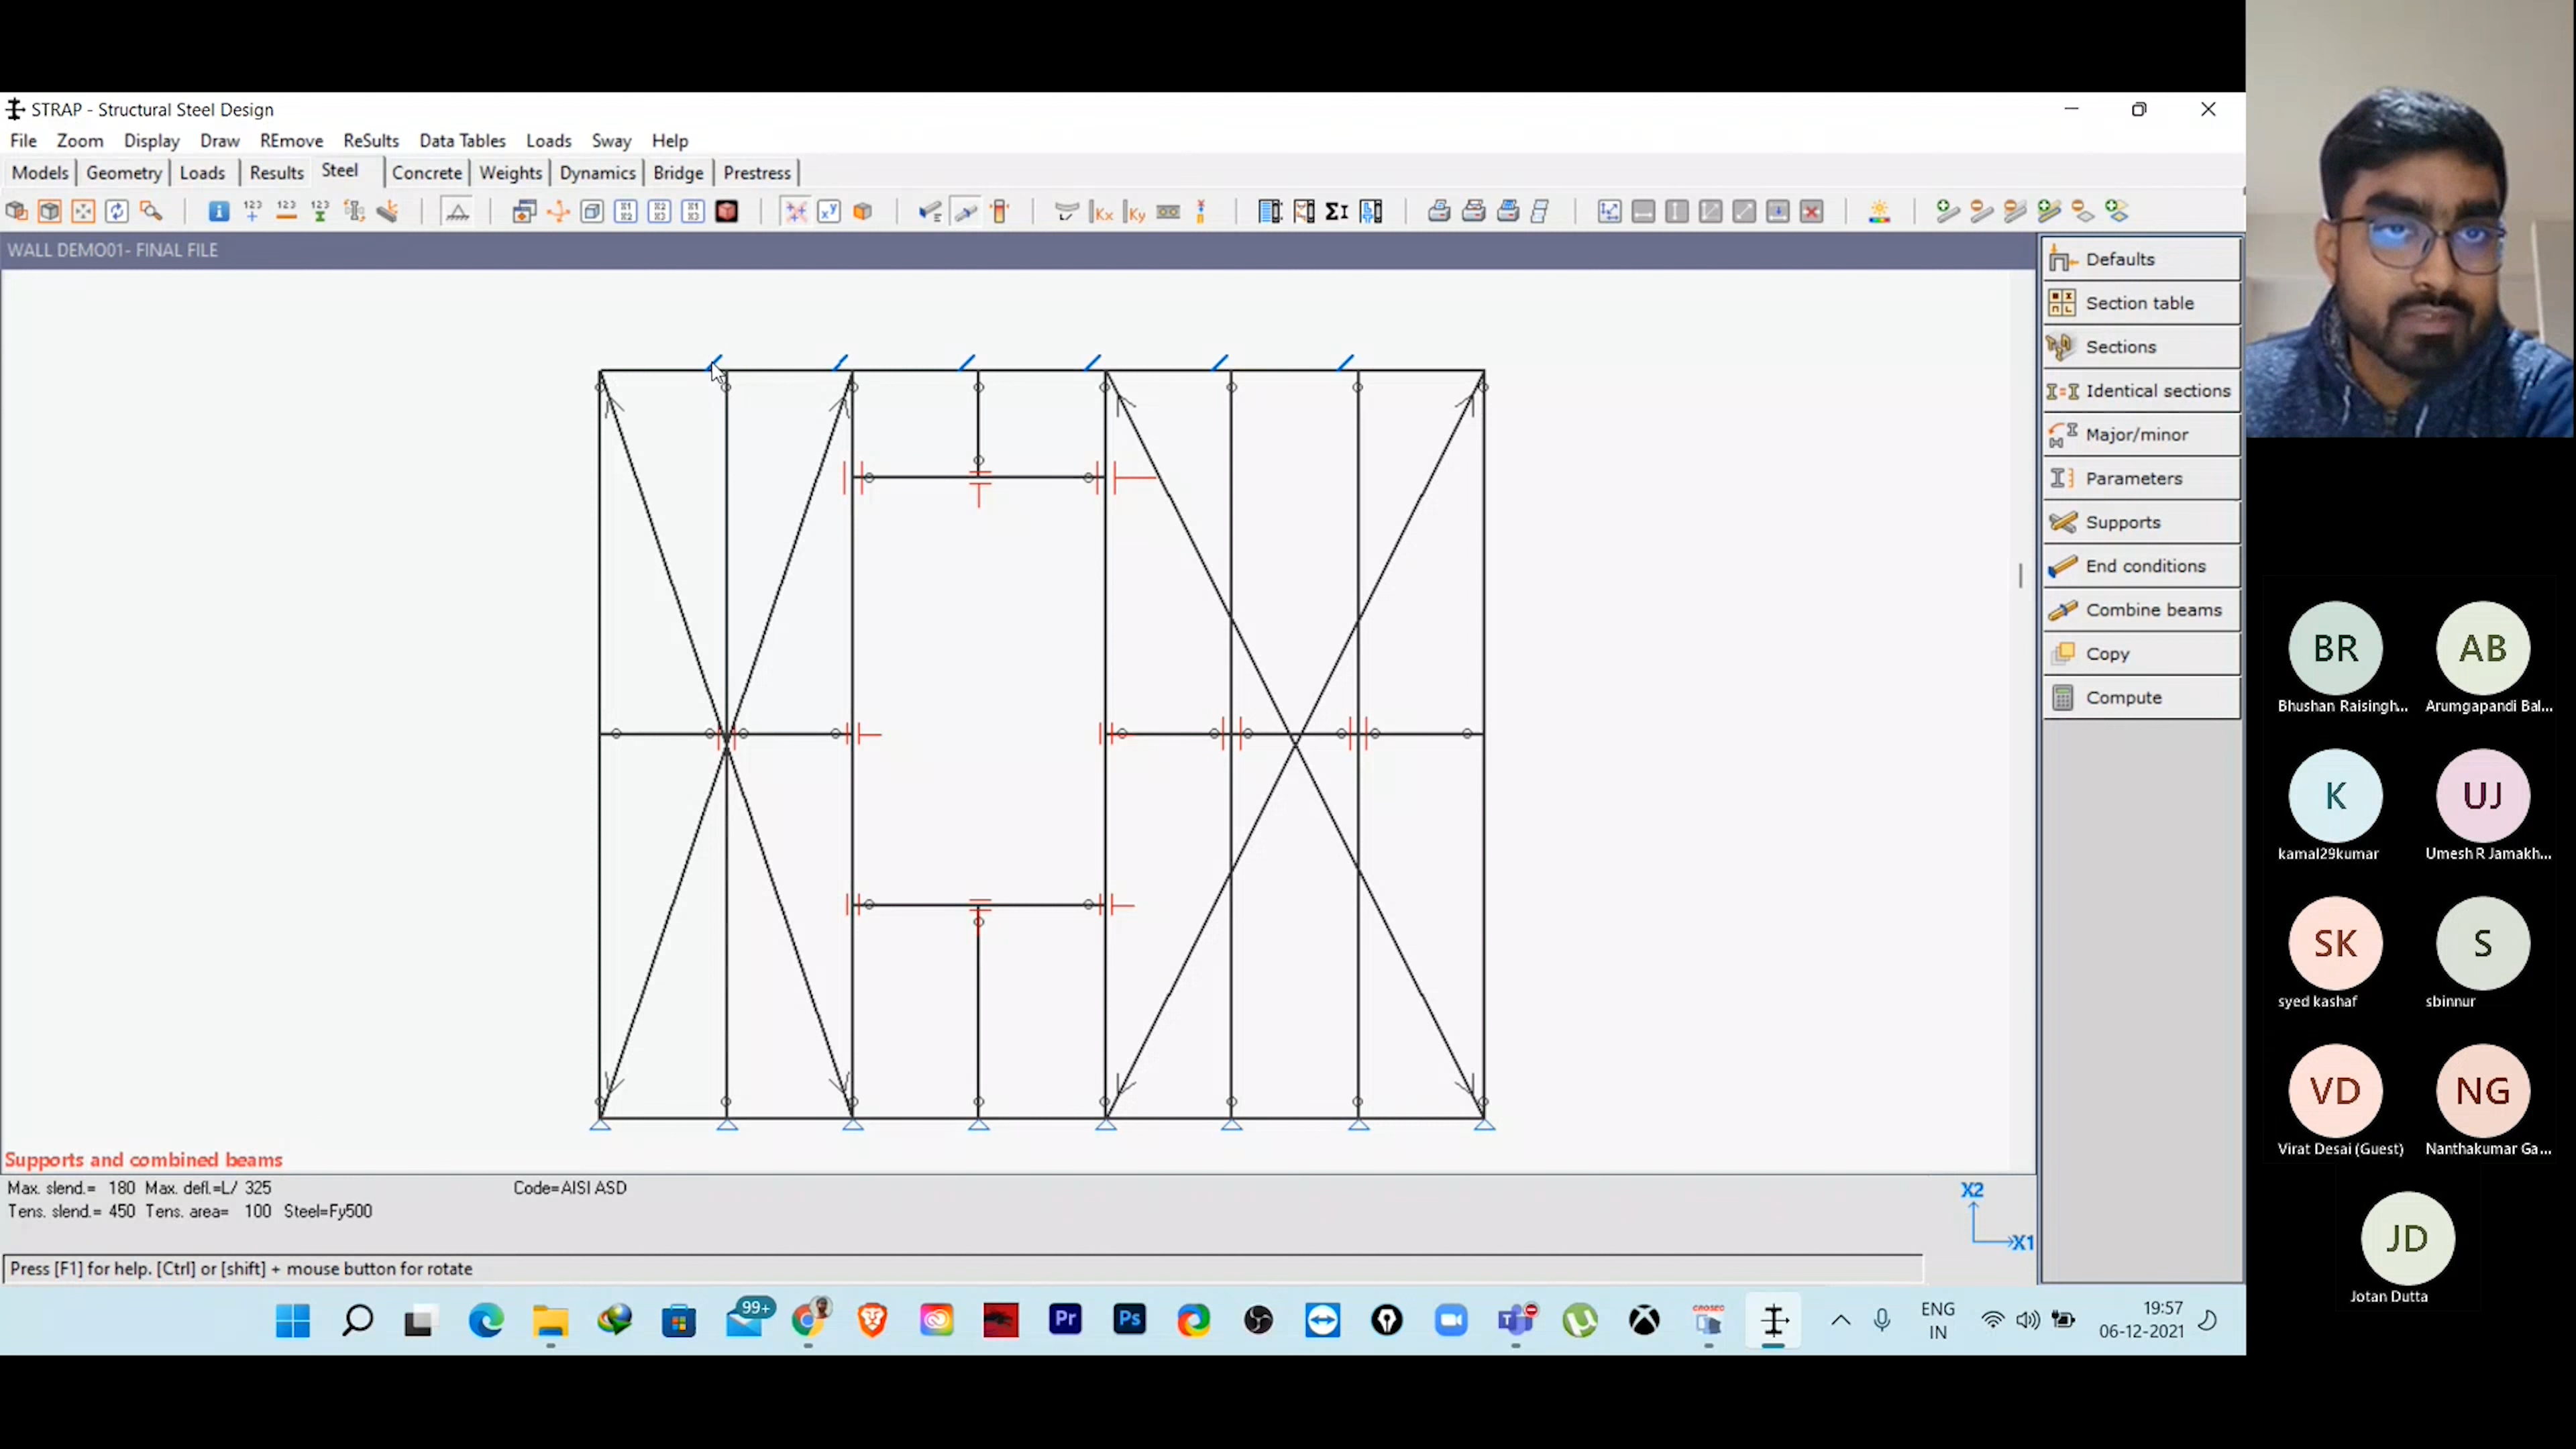 STRAP - Structural Steel Design
File Zoom Display Draw REmove ReSults Data Tables Loads Sway Help
Models Geometry Loads Results Steel Concrete Weights Dynamics Bridge Prestress
WALL DEMO01- FINAL FILE
Defaults
Section table
Sections
Identical sections
Major/minor
Parameters
Supports
End conditions
Combine beams
Copy
Compute
Supports and combined beams
Max. slend.= 180 Max. defl.=L/ 325 Code=AISI ASD
Tens. slend.= 450 Tens. area= 100 Steel=Fy500
X2
X1
Press [F1] for help. [Ctrl] or [shift] + mouse button for rotate
99+
Pr
Ps
CROSEC
ENG
IN
19:57
06-12-2021
BR AB
Bhushan Raisingh... Arumgapandi Bal...
K UJ
kamal29kumar Umesh R Jamakh...
SK S
syed kashaf sbinnur
VD NG
Virat Desai (Guest) Nanthakumar Ga...
JD
Jotan Dutta